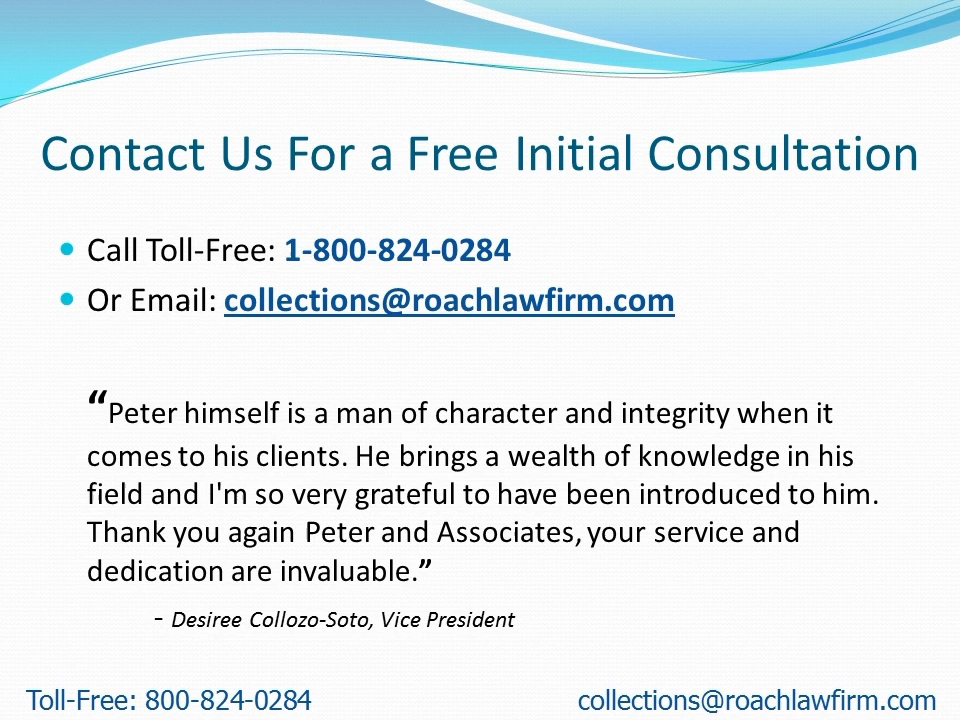 Contact Us For a Free Initial Consultation
• Call Toll-Free: 1-800-824-0284
• Or Email: collections@roachlawfirm.com
“Peter himself is a man of character and integrity when it
comes to his clients. He brings a wealth of knowledge in his
field and I'm so very grateful to have been introduced to him.
Thank you again Peter and Associates, your service and
dedication are invaluable.”
- Desiree Collozo-Soto, Vice President
Toll-Free: 800-824-0284 collections@roachlawfirm.com